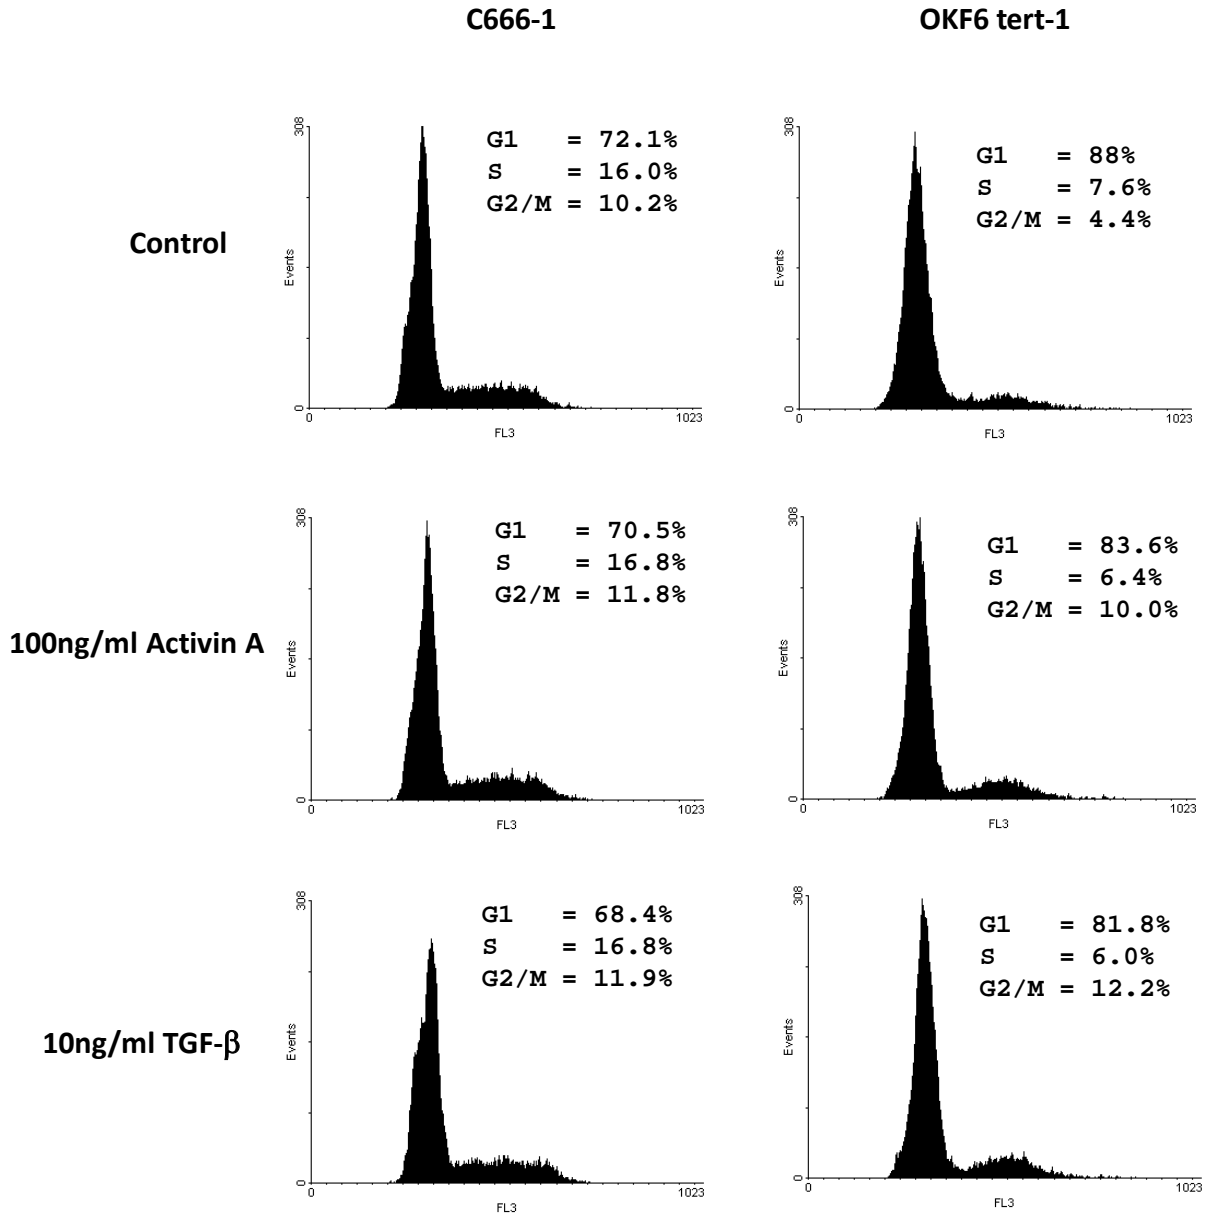 C666-1
OKF6 tert-1
Control
308
Events
0
0
1023
FL3
G1 = 72.1%
S = 16.0%
G2/M = 10.2%
308
Events
0
0
1023
FL3
G1 = 88%
S = 7.6%
G2/M = 4.4%
100ng/ml Activin A
308
Events
0
0
1023
FL3
G1 = 70.5%
S = 16.8%
G2/M = 11.8%
308
Events
0
0
1023
FL3
G1 = 83.6%
S = 6.4%
G2/M = 10.0%
10ng/ml TGF-β
308
Events
0
0
1023
FL3
G1 = 68.4%
S = 16.8%
G2/M = 11.9%
308
Events
0
0
1023
FL3
G1 = 81.8%
S = 6.0%
G2/M = 12.2%